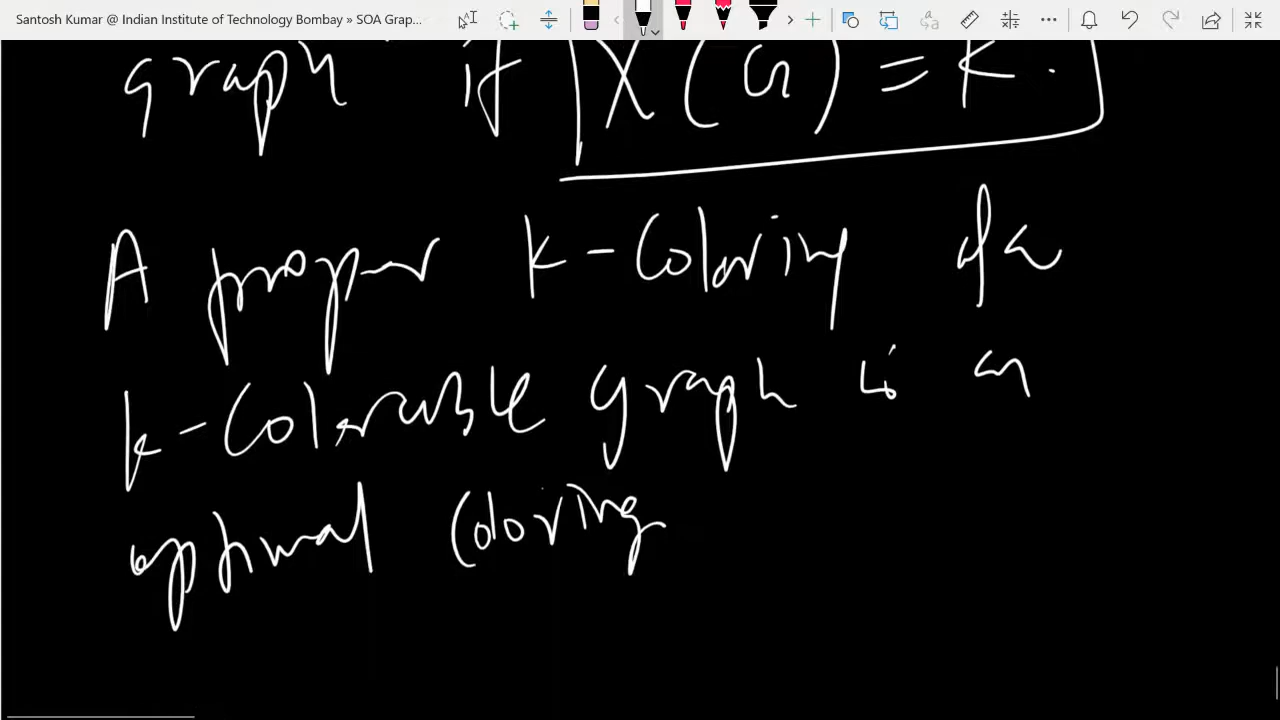 Santosh Kumar @ Indian Institute of Technology Bombay » SOA Grap...
graph if χ(G) = k.
A proper k-Coloring of a
k-Colorable graph is an
optimal Coloring